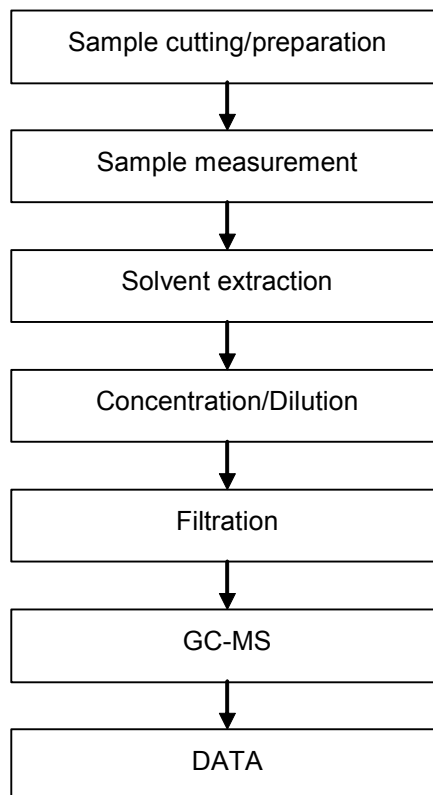 Sample cutting/preparation
Sample measurement
Solvent extraction
Concentration/Dilution
Filtration
GC-MS
DATA